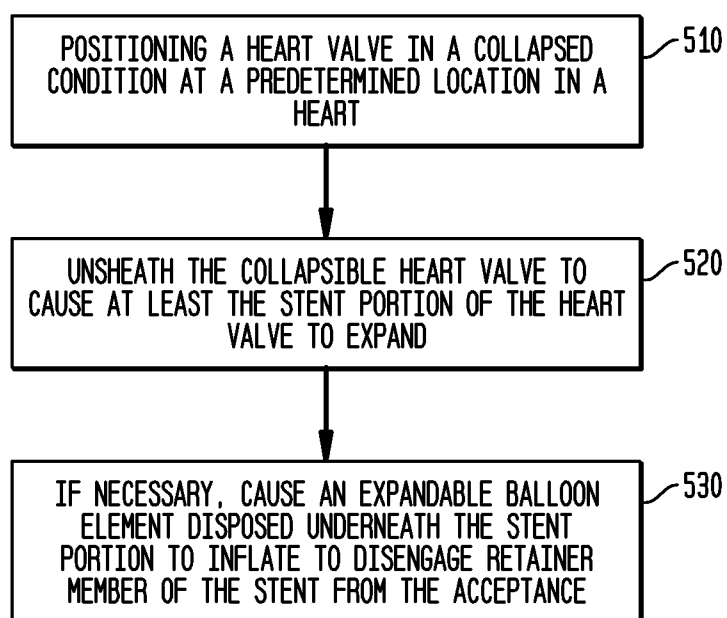 POSITIONING A HEART VALVE IN A COLLAPSED
CONDITION AT A PREDETERMINED LOCATION IN A
HEART
510
UNSHEATH THE COLLAPSIBLE HEART VALVE TO
CAUSE AT LEAST THE STENT PORTION OF THE HEART
VALVE TO EXPAND
520
IF NECESSARY, CAUSE AN EXPANDABLE BALLOON
ELEMENT DISPOSED UNDERNEATH THE STENT
PORTION TO INFLATE TO DISENGAGE RETAINER
MEMBER OF THE STENT FROM THE ACCEPTANCE
530